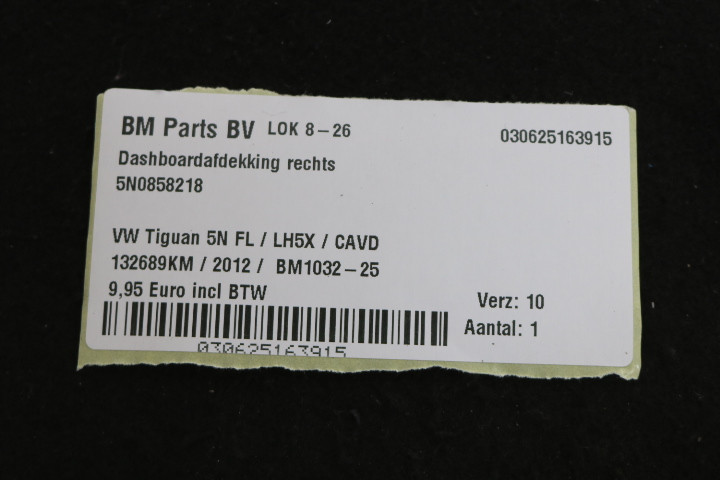 BM Parts BV LOK 8-26 030625163915
Dashboardafdekking rechts
5N0858218
VW Tiguan 5N FL / LH5X / CAVD
132689KM / 2012 / BM1032-25
9,95 Euro incl BTW
Verz: 10
Aantal: 1
030625163915